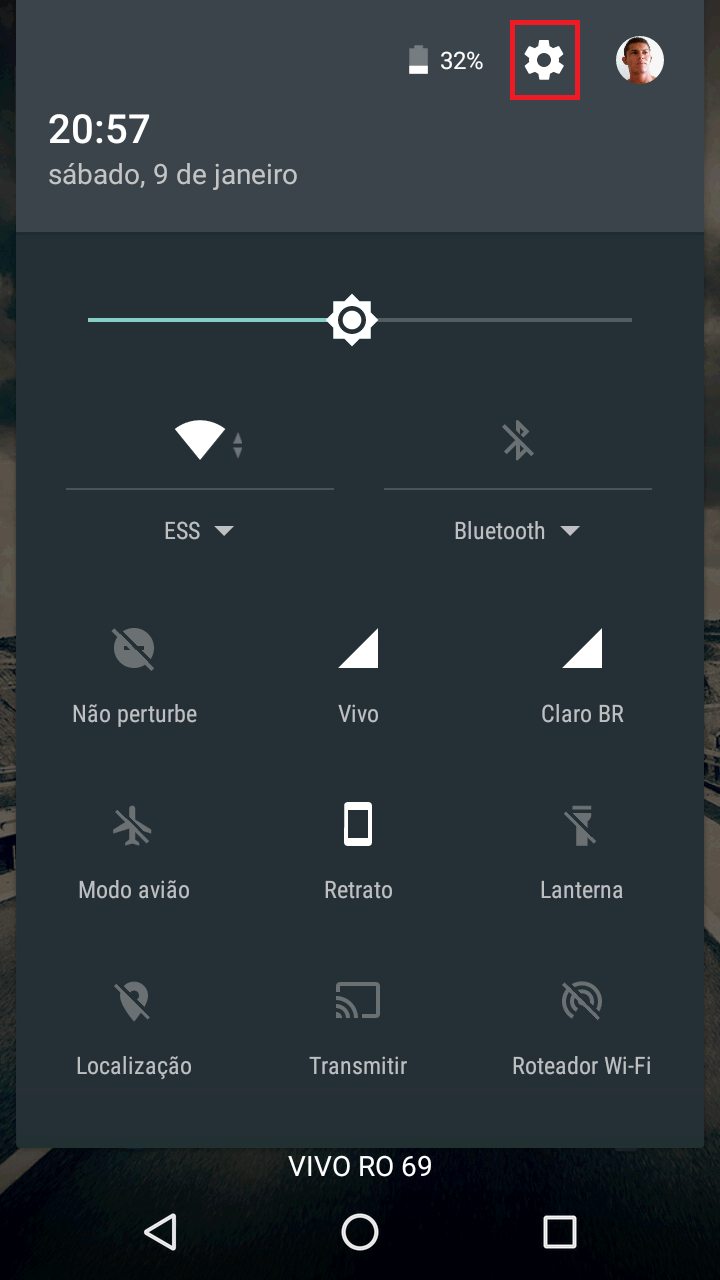 32%
20:57
sábado, 9 de janeiro
ESS
Bluetooth
Não perturbe
Vivo
Claro BR
Modo avião
Retrato
Lanterna
Localização
Transmitir
Roteador Wi-Fi
VIVO RO 69